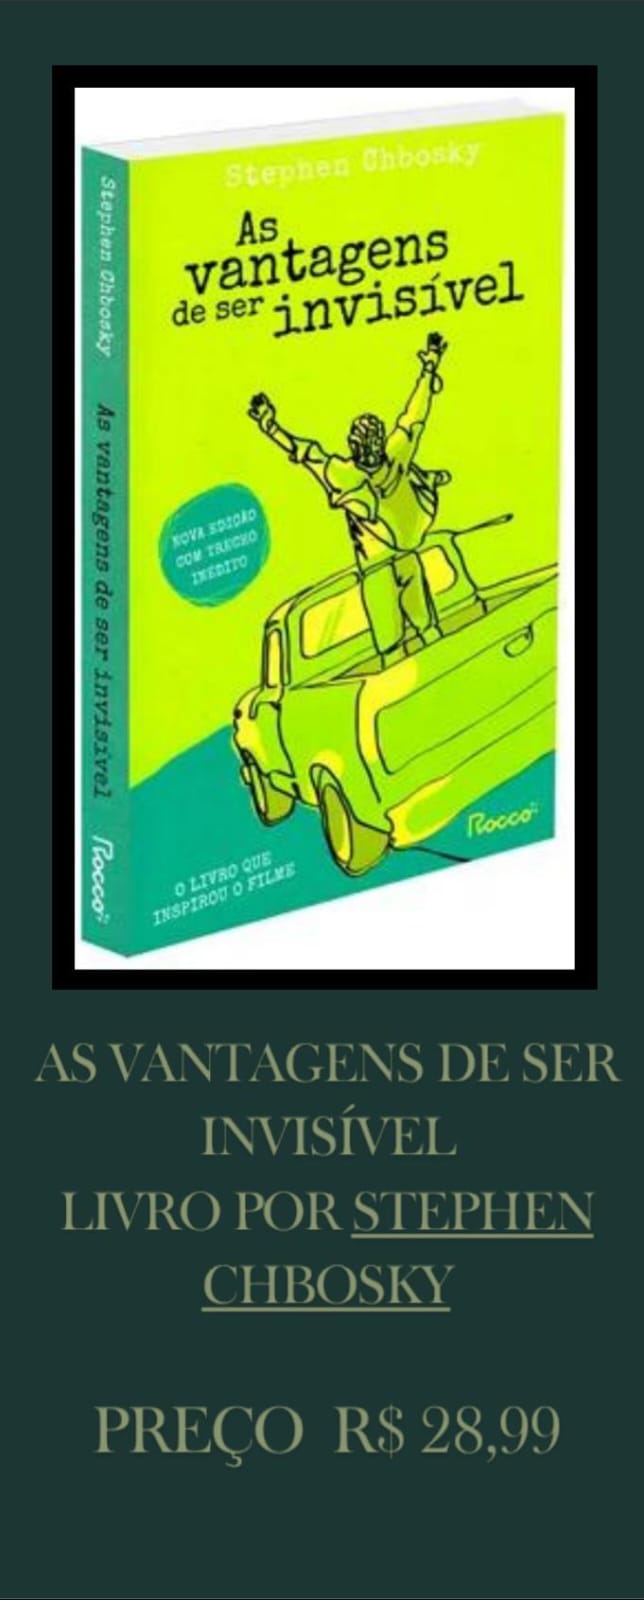 Stephen Chbosky
As
vantagens
de ser invisível
NOVA EDIÇÃO
COM TRECHO
INÉDITO
O LIVRO QUE
INSPIROU O FILME
Rocco
Stephen Chbosky As vantagens de ser invisível Rocco
AS VANTAGENS DE SER
INVISÍVEL
LIVRO POR STEPHEN
CHBOSKY
PREÇO R$ 28,99